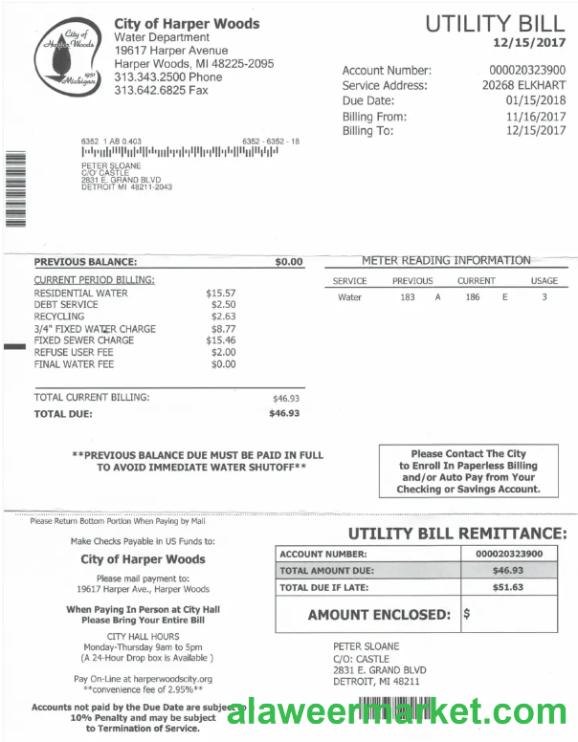 City of
Harper Woods
1951
Michigan
City of Harper Woods
Water Department
19617 Harper Avenue
Harper Woods, MI 48225-2095
313.343.2500 Phone
313.642.6825 Fax
UTILITY BILL
12/15/2017
Account Number: 000020323900
Service Address: 20268 ELKHART
Due Date: 01/15/2018
Billing From: 11/16/2017
Billing To: 12/15/2017
6352 1 AB 0.403 6352 - 6352 - 18
PETER SLOANE
C/O' CASTLE
2831 E. GRAND BLVD
DETROIT MI 48211-2043
PREVIOUS BALANCE: $0.00
CURRENT PERIOD BILLING:
RESIDENTIAL WATER $15.57
DEBT SERVICE $2.50
RECYCLING $2.63
3/4" FIXED WATER CHARGE $8.77
FIXED SEWER CHARGE $15.46
REFUSE USER FEE $2.00
FINAL WATER FEE $0.00
TOTAL CURRENT BILLING: $46.93
TOTAL DUE: $46.93
METER READING INFORMATION
SERVICE PREVIOUS CURRENT USAGE
Water 183 A 186 E 3
**PREVIOUS BALANCE DUE MUST BE PAID IN FULL
TO AVOID IMMEDIATE WATER SHUTOFF**
Please Contact The City
to Enroll In Paperless Billing
and/or Auto Pay from Your
Checking or Savings Account.
Please Return Bottom Portion When Paying by Mail
Make Checks Payable in US Funds to:
City of Harper Woods
Please mail payment to:
19617 Harper Ave., Harper Woods
When Paying In Person at City Hall
Please Bring Your Entire Bill
CITY HALL HOURS
Monday-Thursday 9am to 5pm
(A 24-Hour Drop box is Available )
Pay On-Line at harperwoodscity.org
**convenience fee of 2.95%**
Accounts not paid by the Due Date are subject to
10% Penalty and may be subject
to Termination of Service.
UTILITY BILL REMITTANCE:
ACCOUNT NUMBER: 000020323900
TOTAL AMOUNT DUE: $46.93
TOTAL DUE IF LATE: $51.63
AMOUNT ENCLOSED: $
PETER SLOANE
C/O: CASTLE
2831 E. GRAND BLVD
DETROIT, MI 48211
alaweermarket.com